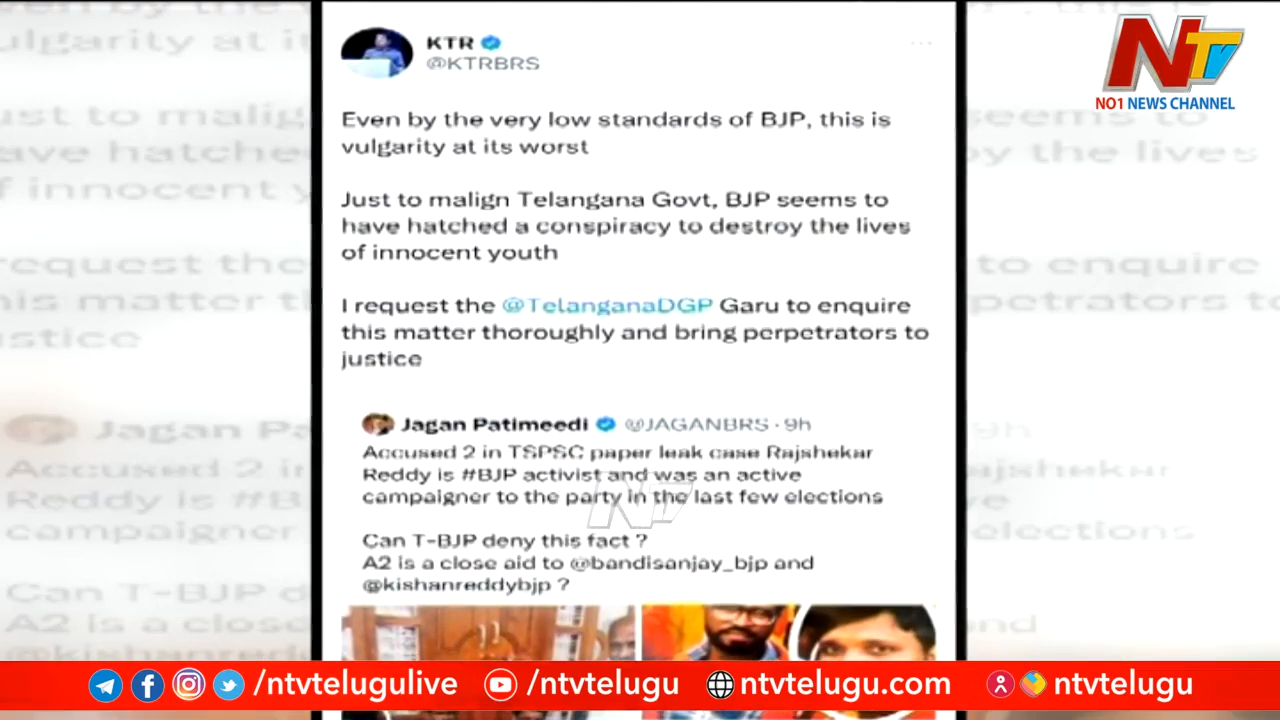 KTR
@KTRBRS
Even by the very low standards of BJP, this is
vulgarity at its worst
Just to malign Telangana Govt, BJP seems to
have hatched a conspiracy to destroy the lives
of innocent youth
I request the @TelanganaDGP Garu to enquire
this matter thoroughly and bring perpetrators to
justice
Jagan Patimeedi @JAGANBRS · 9h
Accused 2 in TSPSC paper leak case Rajshekar
Reddy is #BJP activist and was an active
campaigner to the party in the last few elections
Can T-BJP deny this fact ?
A2 is a close aid to @bandisanjay_bjp and
@kishanreddybjp ?
NTV
NO1 NEWS CHANNEL
NTV
/ntvtelugulive
/ntvtelugu
ntvtelugu.com
ntvtelugu